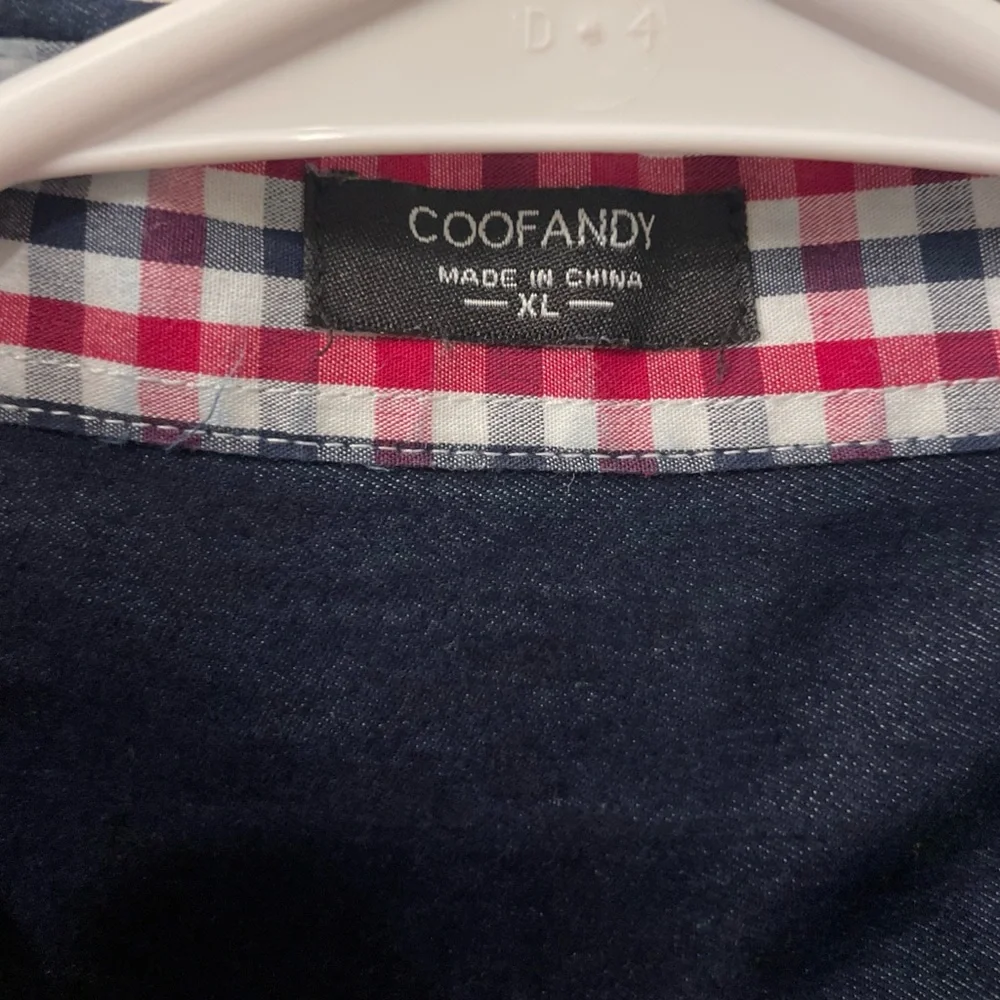 D • 4
COOFANDY
MADE IN CHINA
— XL —